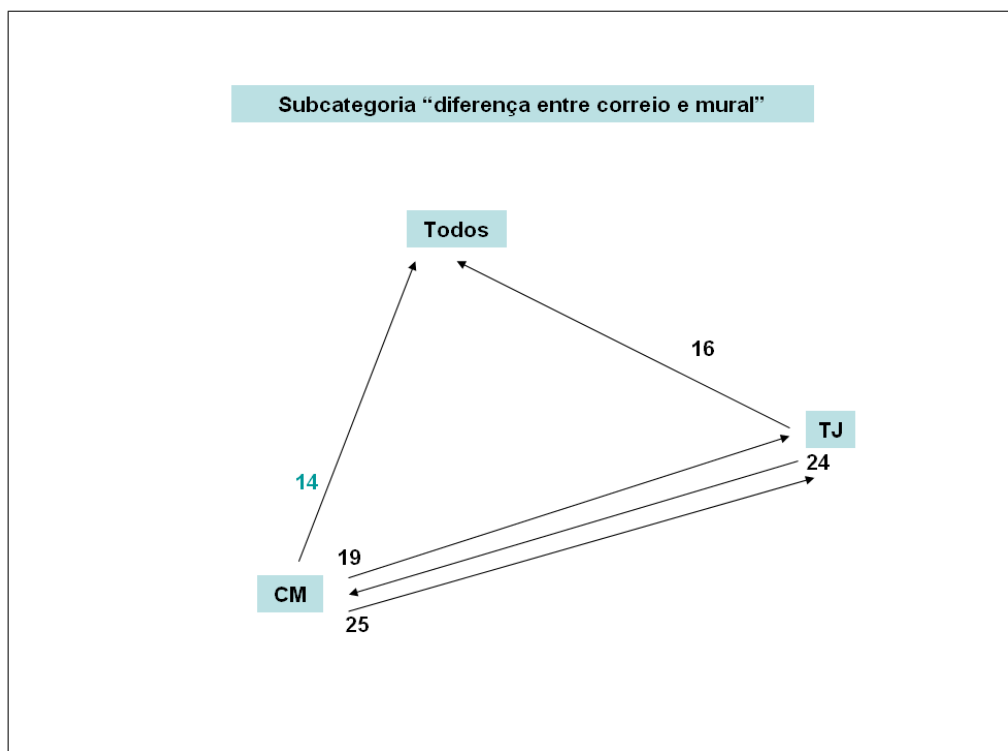 Subcategoria “diferença entre correio e mural”
Todos
16
TJ
24
14
19
CM
25